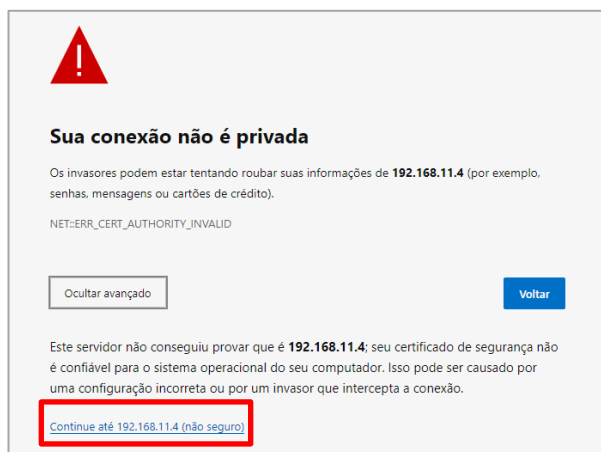 Sua conexão não é privada
Os invasores podem estar tentando roubar suas informações de 192.168.11.4 (por exemplo,
senhas, mensagens ou cartões de crédito).
NET::ERR_CERT_AUTHORITY_INVALID
Ocultar avançado
Voltar
Este servidor não conseguiu provar que é 192.168.11.4; seu certificado de segurança não
é confiável para o sistema operacional do seu computador. Isso pode ser causado por
uma configuração incorreta ou por um invasor que intercepta a conexão.
Continue até 192.168.11.4 (não seguro)